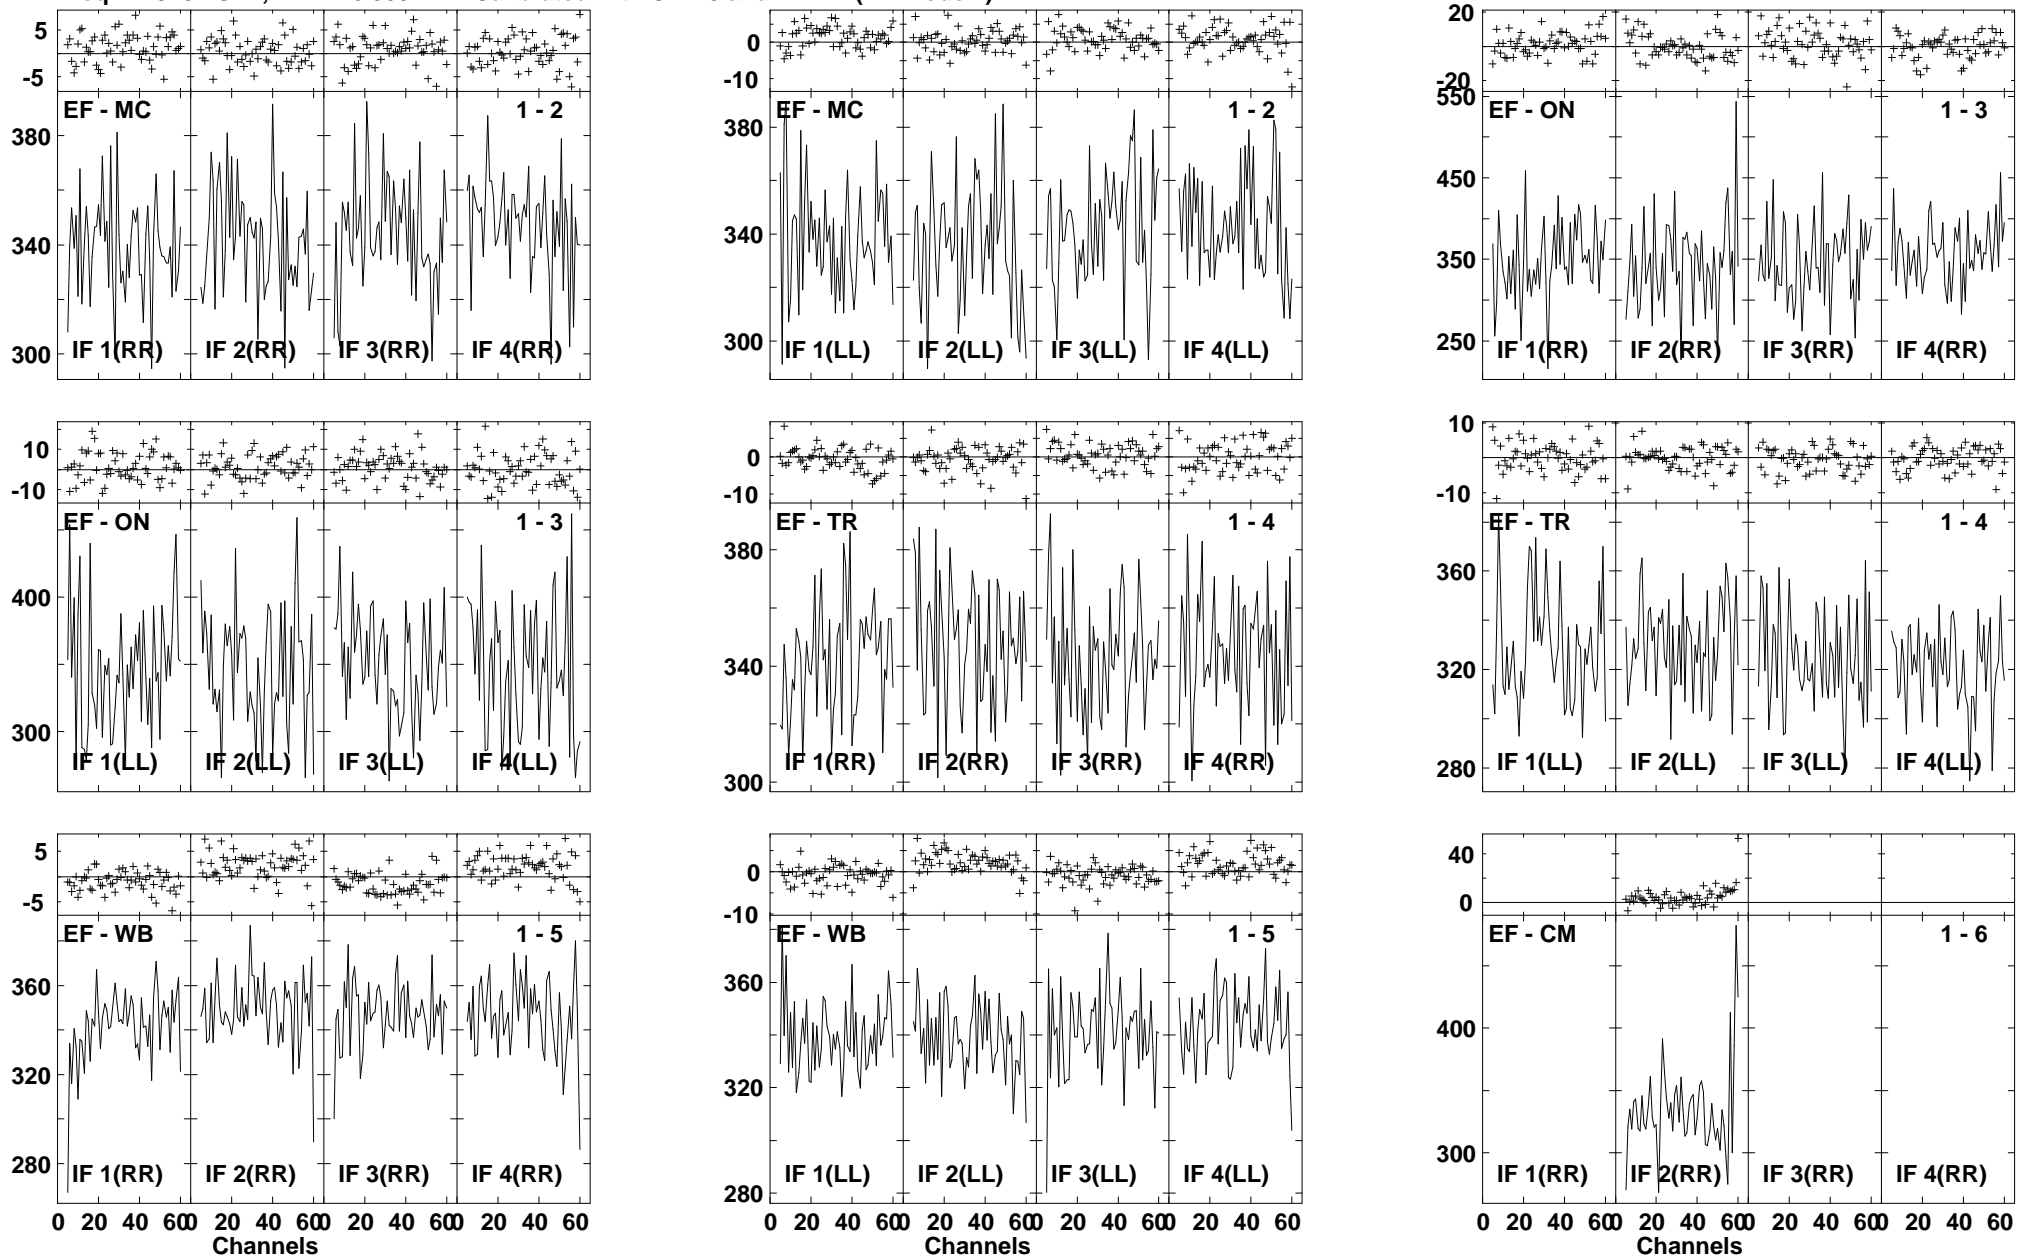 5
0
20
-5
-10
-20
EF - MC
1 - 2
EF - MC
1 - 2
550
EF - ON
1 - 3
380
380
450
340
340
350
300
300
250
IF 1(RR) IF 2(RR) IF 3(RR) IF 4(RR)
IF 1(LL) IF 2(LL) IF 3(LL) IF 4(LL)
IF 1(RR) IF 2(RR) IF 3(RR) IF 4(RR)
10
0
10
-10
-10
-10
EF - ON
1 - 3
EF - TR
1 - 4
EF - TR
1 - 4
400
380
360
340
320
300
300
280
IF 1(LL) IF 2(LL) IF 3(LL) IF 4(LL)
IF 1(RR) IF 2(RR) IF 3(RR) IF 4(RR)
IF 1(LL) IF 2(LL) IF 3(LL) IF 4(LL)
5
0
40
-5
-10
0
EF - WB
1 - 5
EF - WB
1 - 5
EF - CM
1 - 6
360
360
400
320
320
300
280
280
IF 1(RR) IF 2(RR) IF 3(RR) IF 4(RR)
IF 1(LL) IF 2(LL) IF 3(LL) IF 4(LL)
IF 1(RR) IF 2(RR) IF 3(RR) IF 4(RR)
0 20 40 60 0 20 40 60 0 20 40 60 0 20 40 60
0 20 40 60 0 20 40 60 0 20 40 60 0 20 40 60
0 20 40 60 0 20 40 60 0 20 40 60 0 20 40 60
Channels
Channels